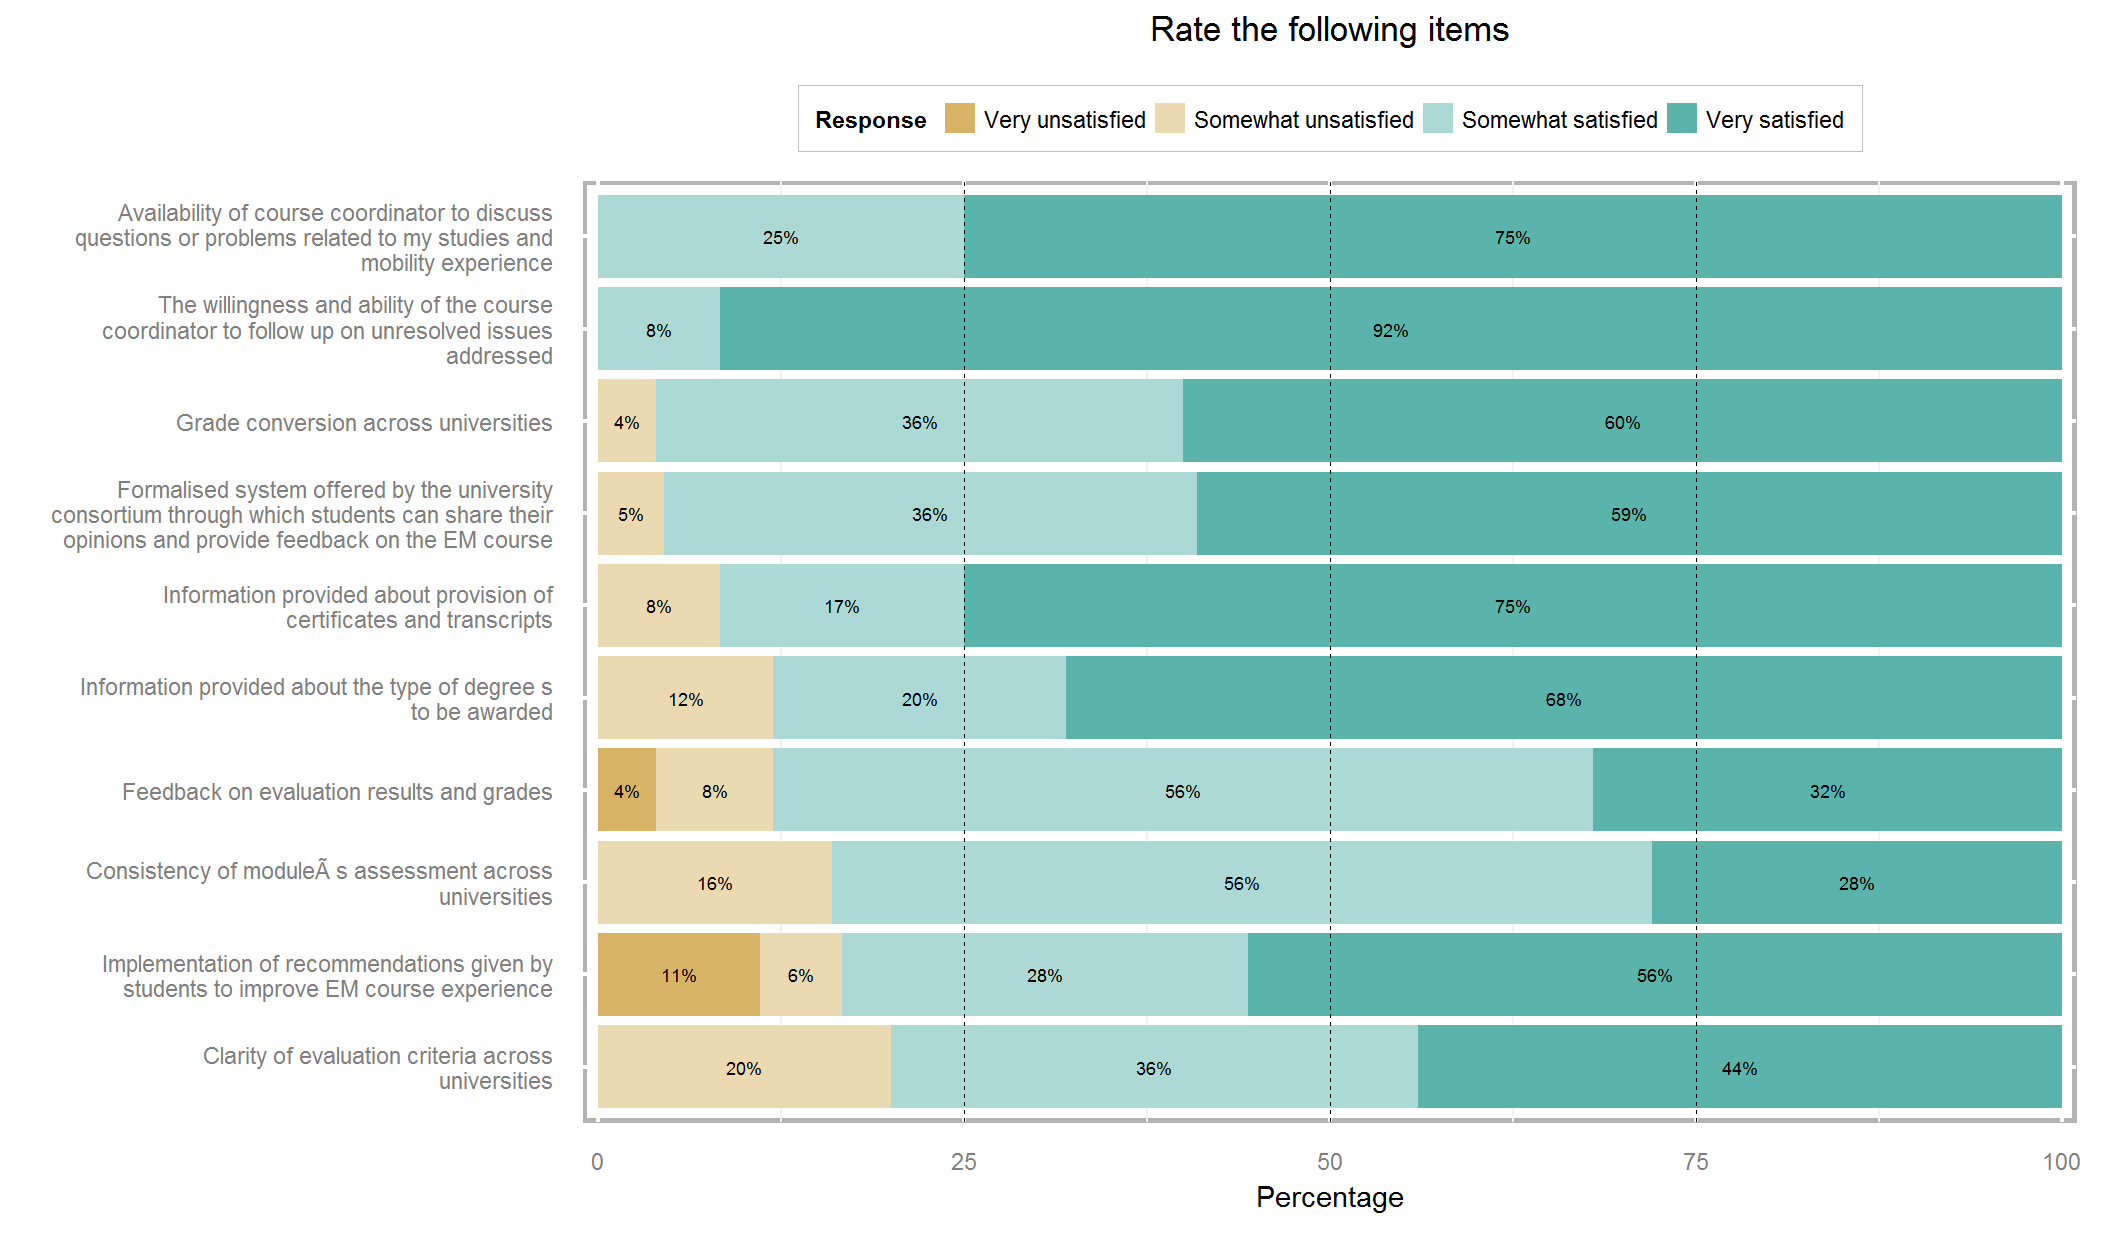 Rate the following items
Response Very unsatisfied Somewhat unsatisfied Somewhat satisfied Very satisfied
Availability of course coordinator to discuss
questions or problems related to my studies and
mobility experience
25% 75%
The willingness and ability of the course
coordinator to follow up on unresolved issues
addressed
8% 92%
Grade conversion across universities
4% 36% 60%
Formalised system offered by the university
consortium through which students can share their
opinions and provide feedback on the EM course
5% 36% 59%
Information provided about provision of
certificates and transcripts
8% 17% 75%
Information provided about the type of degree s
to be awarded
12% 20% 68%
Feedback on evaluation results and grades
4% 8% 56% 32%
Consistency of moduleÃ s assessment across
universities
16% 56% 28%
Implementation of recommendations given by
students to improve EM course experience
11% 6% 28% 56%
Clarity of evaluation criteria across
universities
20% 36% 44%
0 25 50 75 100
Percentage